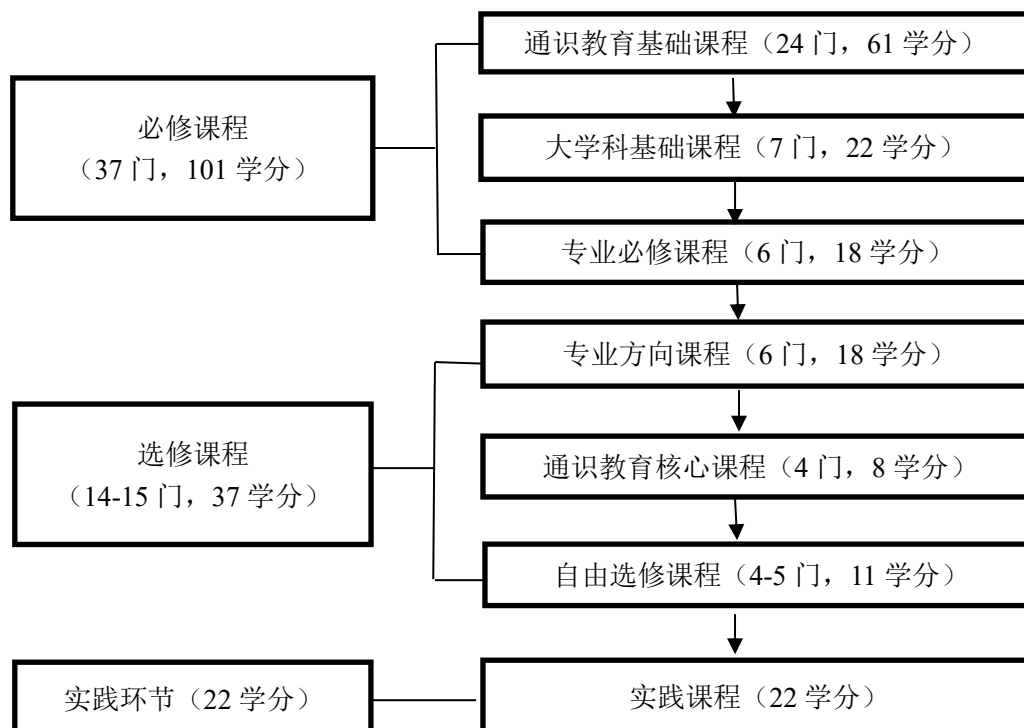 通识教育基础课程（24 门，61 学分）
必修课程
（37 门，101 学分）
大学科基础课程（7 门，22 学分）
专业必修课程（6 门，18 学分）
专业方向课程（6 门，18 学分）
选修课程
（14-15 门，37 学分）
通识教育核心课程（4 门，8 学分）
自由选修课程（4-5 门，11 学分）
实践环节（22 学分）
实践课程（22 学分）